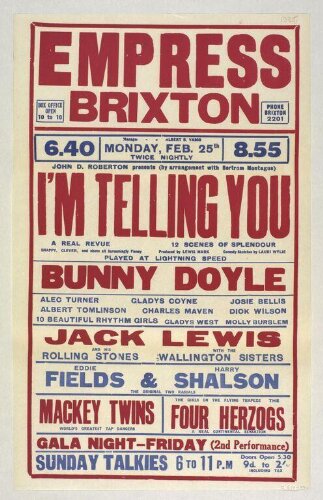 1935
EMPRESS
BRIXTON
BOX OFFICE
OPEN
10 to 10
PHONE
BRIXTON
2201
ALBERT
6.40
MONDAY, FEB. 25th
TWICE NIGHTLY
8.55
JOHN D. ROBERTON presents (by arrangement with Bertram Montague)
I'M TELLING YOU
A REAL REVUE
12 SCENES OF SPLENDOUR
SNAPPY, CLEVER, and above all Screamingly Funny
Produced by LEWIS MARS
Comedy Sketches by LAURI WYLIE
PLAYED AT LIGHTNING SPEED
BUNNY DOYLE
ALEC TURNER GLADYS COYNE JOSIE BELLIS
ALBERT TOMLINSON CHARLES MAVEN DICK WILSON
10 BEAUTIFUL RHYTHM GIRLS GLADYS WEST MOLLY BURSLEM
JACK LEWIS
AND HIS
ROLLING STONES
WITH THE
WALLINGTON SISTERS
EDDIE
HARRY
FIELDS & SHALSON
THE ORIGINAL TWO RASCALS
MACKEY TWINS
WORLD'S GREATEST TAP DANCERS
THE GIRLS ON THE FLYING TRAPEZE THE
FOUR HERZOGS
A REAL CONTINENTAL SENSATION
GALA NIGHT-FRIDAY (2nd Performance)
SUNDAY TALKIES 6 TO 11 P.M
Doors Open 5.30
9d. to 2/-
INCLUDING TAX